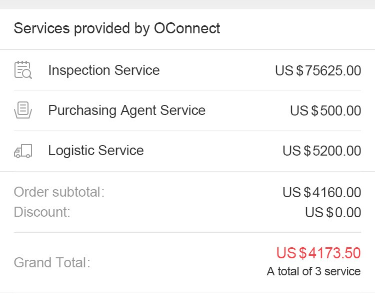 Services provided by OConnect
Inspection Service US $75625.00
Purchasing Agent Service US $500.00
Logistic Service US $5200.00
Order subtotal: US $4160.00
Discount: US $0.00
Grand Total: US $4173.50
A total of 3 service